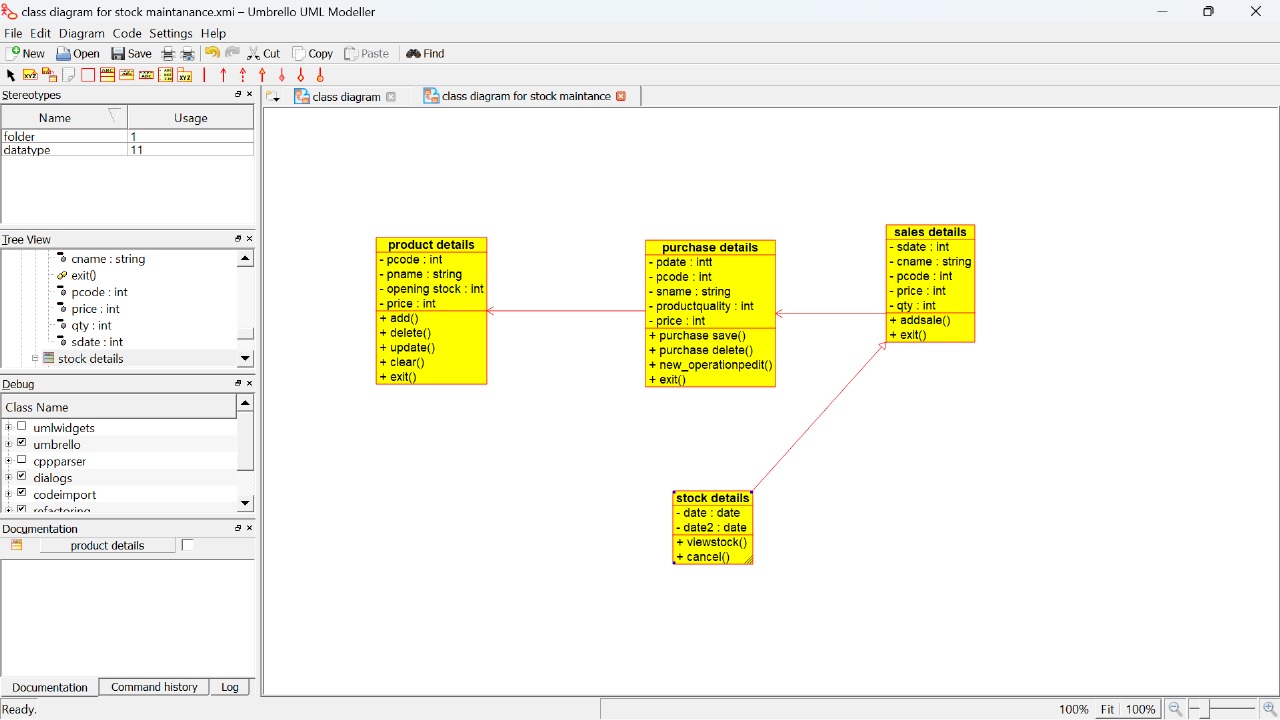 class diagram for stock maintanance.xmi – Umbrello UML Modeller
File Edit Diagram Code Settings Help
New Open Save Cut Copy Paste Find
Stereotypes
Name Usage
folder 1
datatype 11
Tree View
cname : string
exit()
pcode : int
price : int
qty : int
sdate : int
stock details
Debug
Class Name
umlwidgets
umbrello
cppparser
dialogs
codeimport
refactoring
Documentation
product details
Documentation Command history Log
Ready.
class diagram class diagram for stock maintance
product details
- pcode : int
- pname : string
- opening stock : int
- price : int
+ add()
+ delete()
+ update()
+ clear()
+ exit()
purchase details
- pdate : intt
- pcode : int
- sname : string
- productquality : int
- price : int
+ purchase save()
+ purchase delete()
+ new_operationpedit()
+ exit()
sales details
- sdate : int
- cname : string
- pcode : int
- price : int
- qty : int
+ addsale()
+ exit()
stock details
- date : date
- date2 : date
+ viewstock()
+ cancel()
100% Fit 100%